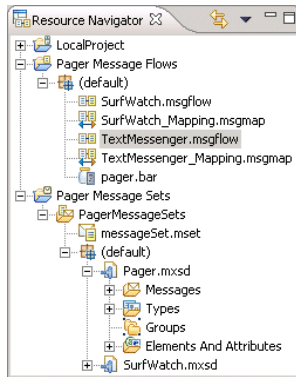 Resource Navigator
LocalProject
Pager Message Flows
(default)
SurfWatch.msgflow
SurfWatch_Mapping.msgmap
TextMessenger.msgflow
TextMessenger_Mapping.msgmap
pager.bar
Pager Message Sets
PagerMessageSets
messageSet.mset
(default)
Pager.mxsd
Messages
Types
Groups
Elements And Attributes
SurfWatch.mxsd